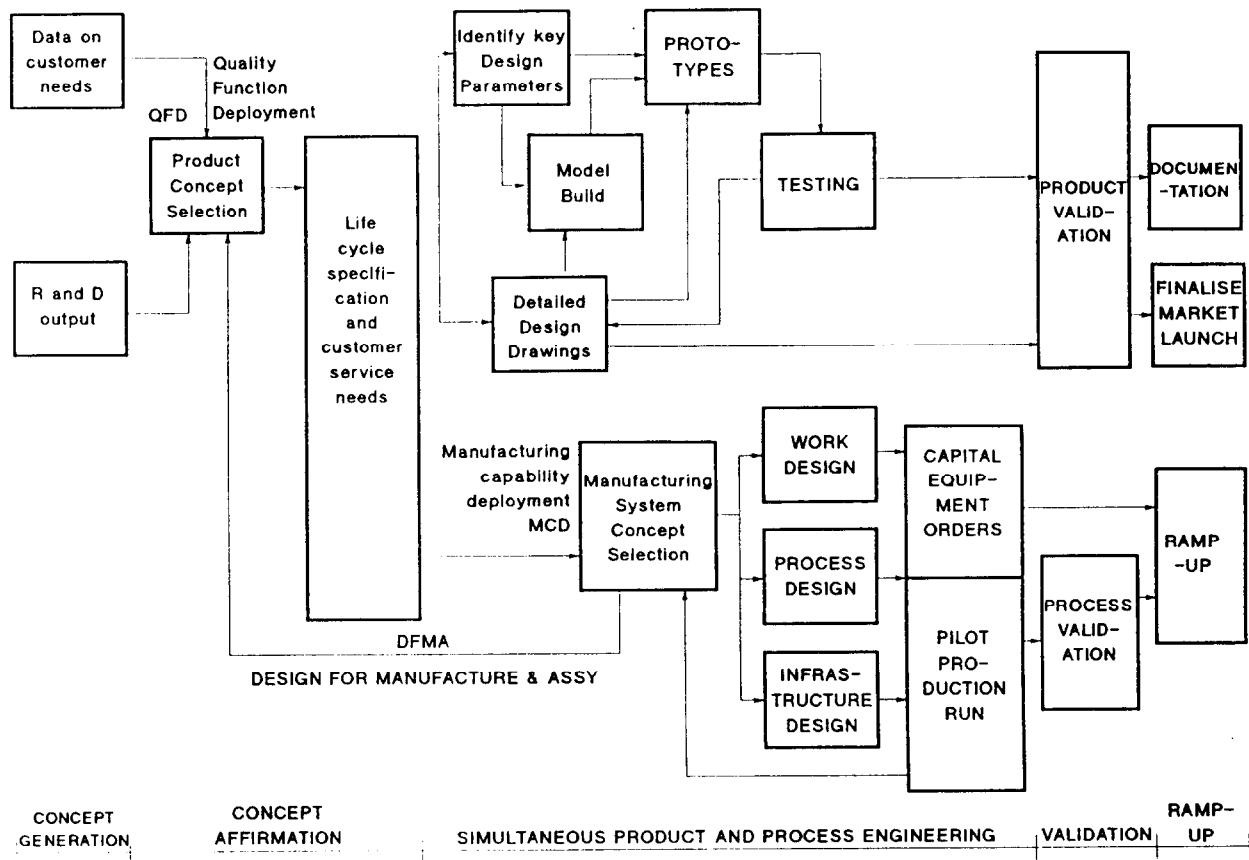 Data on
customer
needs
Quality
Function
Deployment
QFD
Product
Concept
Selection
R and D
output
Life
cycle
specifi-
cation
and
customer
service
needs
Identify key
Design
Parameters
PROTO-
TYPES
Model
Build
TESTING
Detailed
Design
Drawings
PRODUCT
VALID-
ATION
DOCUMEN
-TATION
FINALISE
MARKET
LAUNCH
Manufacturing
capability
deployment
MCD
Manufacturing
System
Concept
Selection
WORK
DESIGN
PROCESS
DESIGN
INFRAS-
TRUCTURE
DESIGN
CAPITAL
EQUIP-
MENT
ORDERS
PILOT
PRO-
DUCTION
RUN
PROCESS
VALID-
ATION
RAMP
-UP
DFMA
DESIGN FOR MANUFACTURE & ASSY
CONCEPT
GENERATION
CONCEPT
AFFIRMATION
SIMULTANEOUS PRODUCT AND PROCESS ENGINEERING
VALIDATION
RAMP-
UP